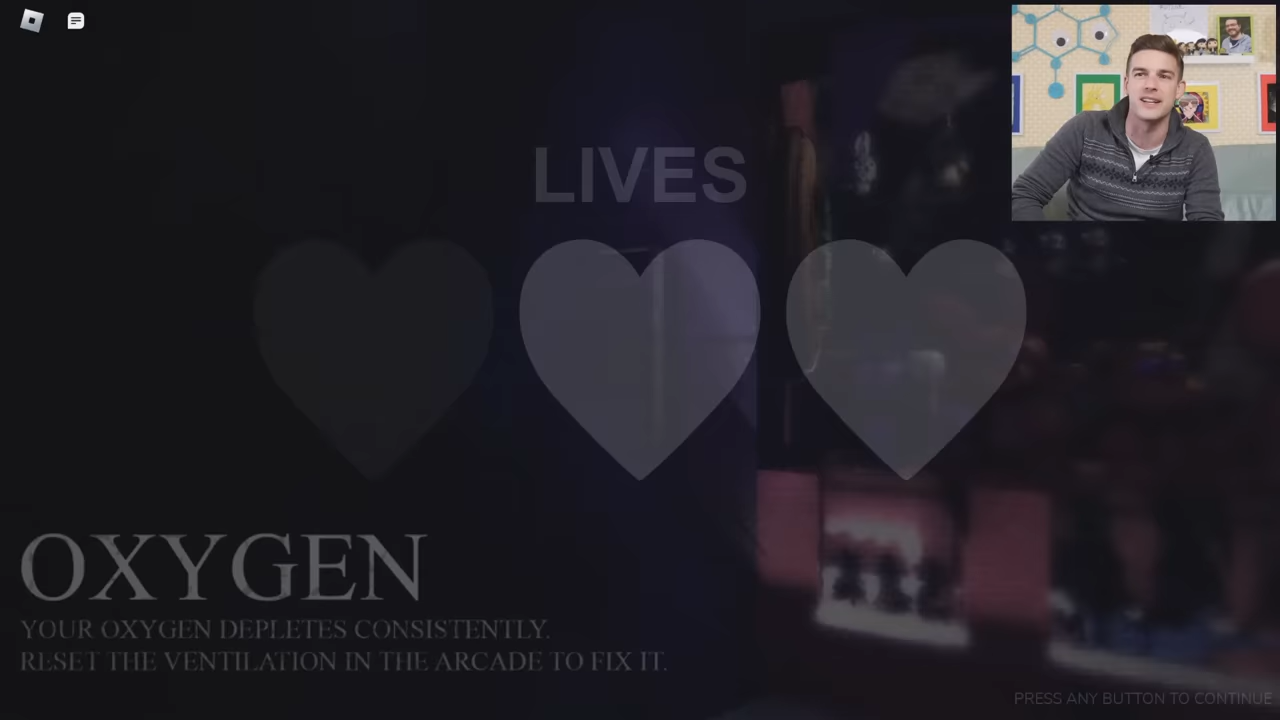 LIVES
OXYGEN
YOUR OXYGEN DEPLETES CONSISTENTLY.
RESET THE VENTILATION IN THE ARCADE TO FIX IT.
PRESS ANY BUTTON TO CONTINUE